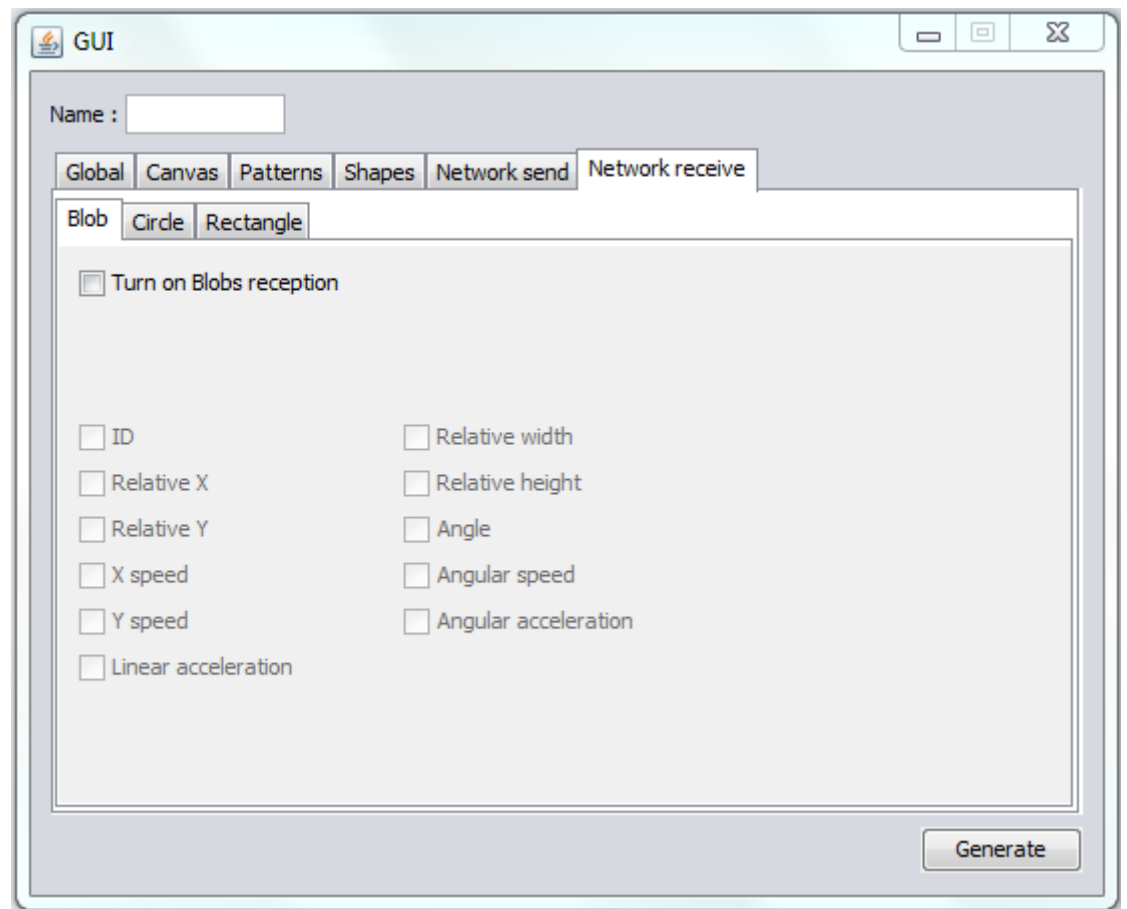 GUI
Name :
Global Canvas Patterns Shapes Network send Network receive
Blob Circle Rectangle
Turn on Blobs reception
ID Relative width
Relative X Relative height
Relative Y Angle
X speed Angular speed
Y speed Angular acceleration
Linear acceleration
Generate